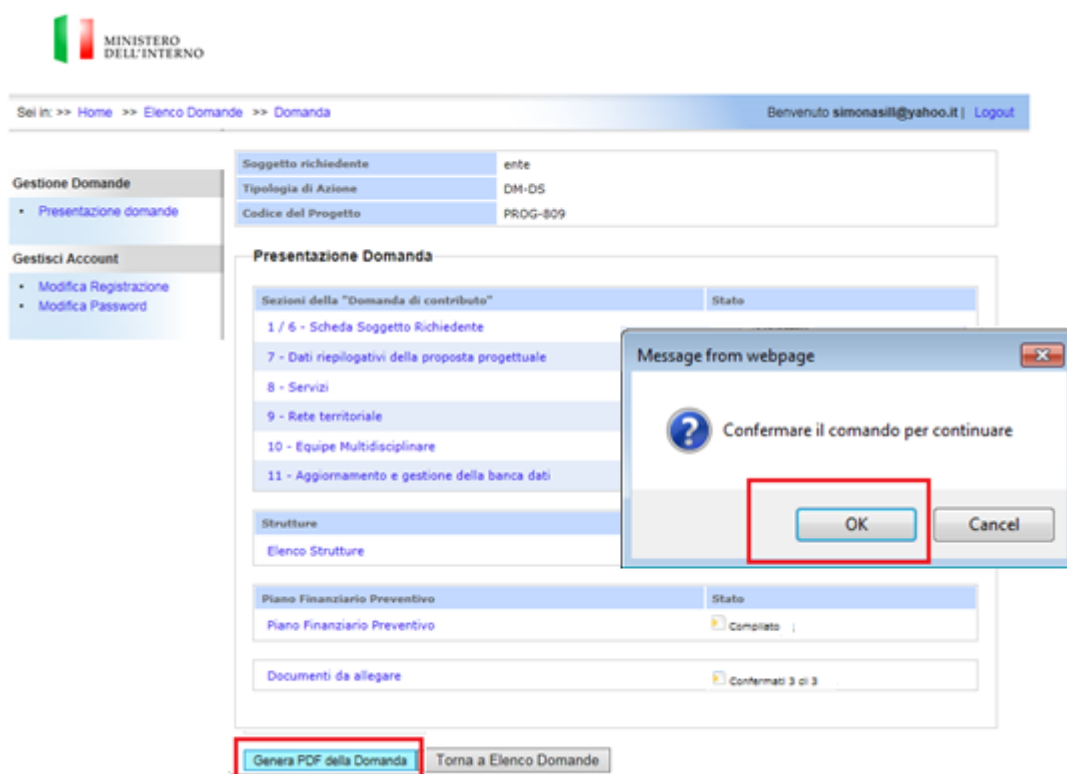 MINISTERO
DELL'INTERNO
Sei in: >> Home >> Elenco Domande >> Domanda
Benvenuto simonasill@yahoo.it | Logout
Gestione Domande
• Presentazione domande
Gestisci Account
• Modifica Registrazione
• Modifica Password
Soggetto richiedente ente
Tipologia di Azione DM-DS
Codice del Progetto PROG-809
Presentazione Domanda
Sezioni della "Domanda di contributo" Stato
1 / 6 - Scheda Soggetto Richiedente
7 - Dati riepilogativi della proposta progettuale
8 - Servizi
9 - Rete territoriale
10 - Equipe Multidisciplinare
11 - Aggiornamento e gestione della banca dati
Strutture
Elenco Strutture
Piano Finanziario Preventivo Stato
Piano Finanziario Preventivo Compilato
Documenti da allegare Confermati 3 di 3
Genera PDF della Domanda Torna a Elenco Domande
Message from webpage
Confermare il comando per continuare
OK Cancel